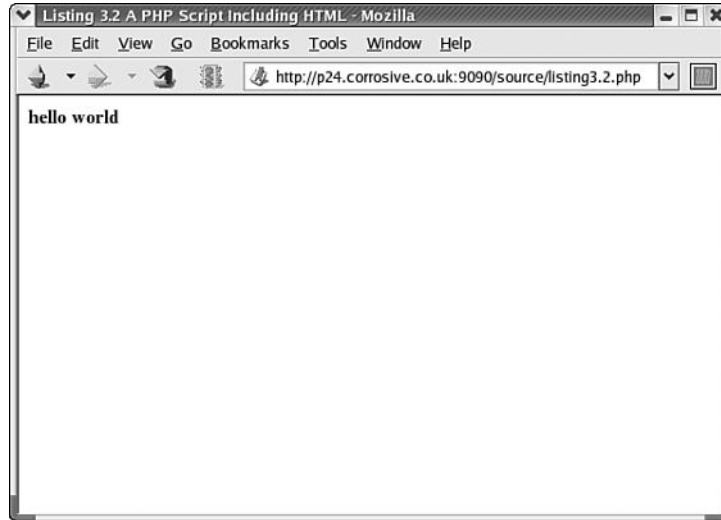 Listing 3.2 A PHP Script Including HTML - Mozilla
File Edit View Go Bookmarks Tools Window Help
http://p24.corrosive.co.uk:9090/source/listing3.2.php
hello world